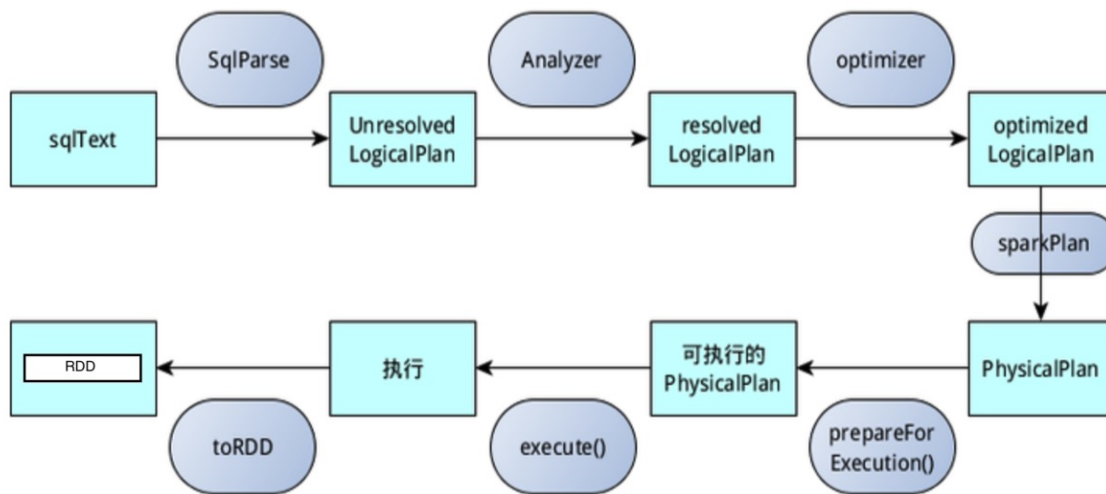 SqlParse
Analyzer
optimizer
sqlText
Unresolved
LogicalPlan
resolved
LogicalPlan
optimized
LogicalPlan
sparkPlan
RDD
执行
可执行的
PhysicalPlan
PhysicalPlan
toRDD
execute()
prepareFor
Execution()